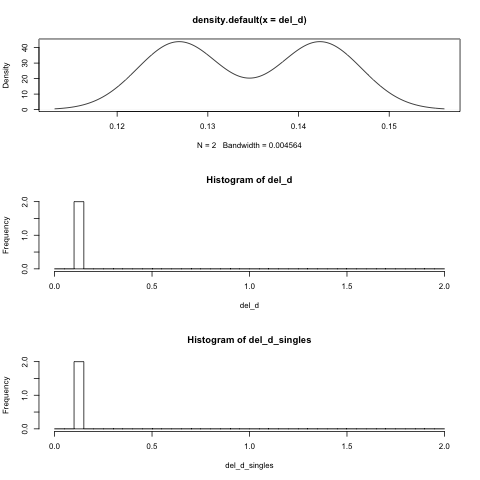 density.default(x = del_d)
Density
0 10 20 30 40
0.12 0.13 0.14 0.15
N = 2 Bandwidth = 0.004564
Histogram of del_d
Frequency
0.0 1.0 2.0
0.0 0.5 1.0 1.5 2.0
del_d
Histogram of del_d_singles
Frequency
0.0 1.0 2.0
0.0 0.5 1.0 1.5 2.0
del_d_singles